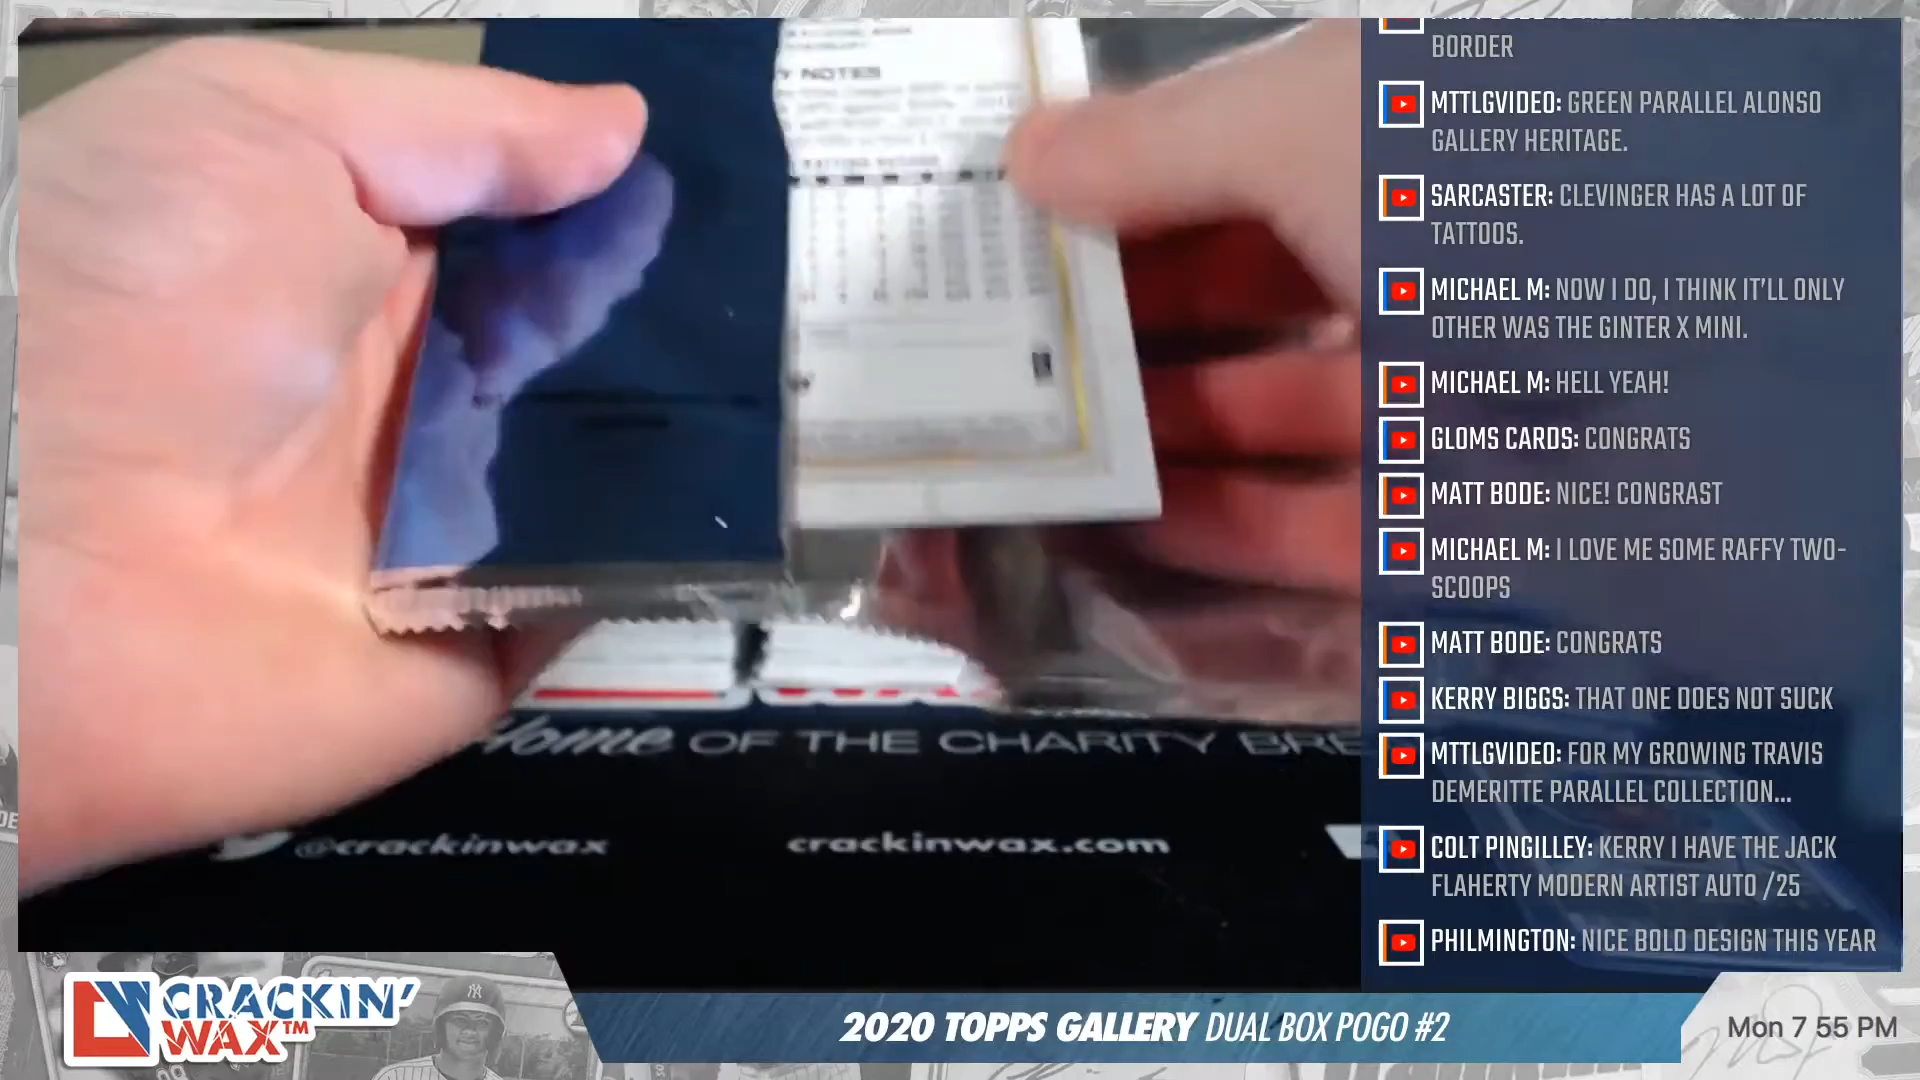 BORDER
MTTLGVIDEO: GREEN PARALLEL ALONSO
GALLERY HERITAGE.
SARCASTER: CLEVINGER HAS A LOT OF
TATTOOS.
MICHAEL M: NOW I DO, I THINK IT'LL ONLY
OTHER WAS THE GINTER X MINI.
MICHAEL M: HELL YEAH!
GLOMS CARDS: CONGRATS
MATT BODE: NICE! CONGRAST
MICHAEL M: I LOVE ME SOME RAFFY TWO-
SCOOPS
MATT BODE: CONGRATS
KERRY BIGGS: THAT ONE DOES NOT SUCK
MTTLGVIDEO: FOR MY GROWING TRAVIS
DEMERITTE PARALLEL COLLECTION...
COLT PINGILLEY: KERRY I HAVE THE JACK
FLAHERTY MODERN ARTIST AUTO /25
PHILMINGTON: NICE BOLD DESIGN THIS YEAR
Y NOTES
Home OF THE CHARITY BRE
@crackinwax
crackinwax.com
CRACKIN'
WAX™
2020 TOPPS GALLERY DUAL BOX POGO #2
Mon 7 55 PM